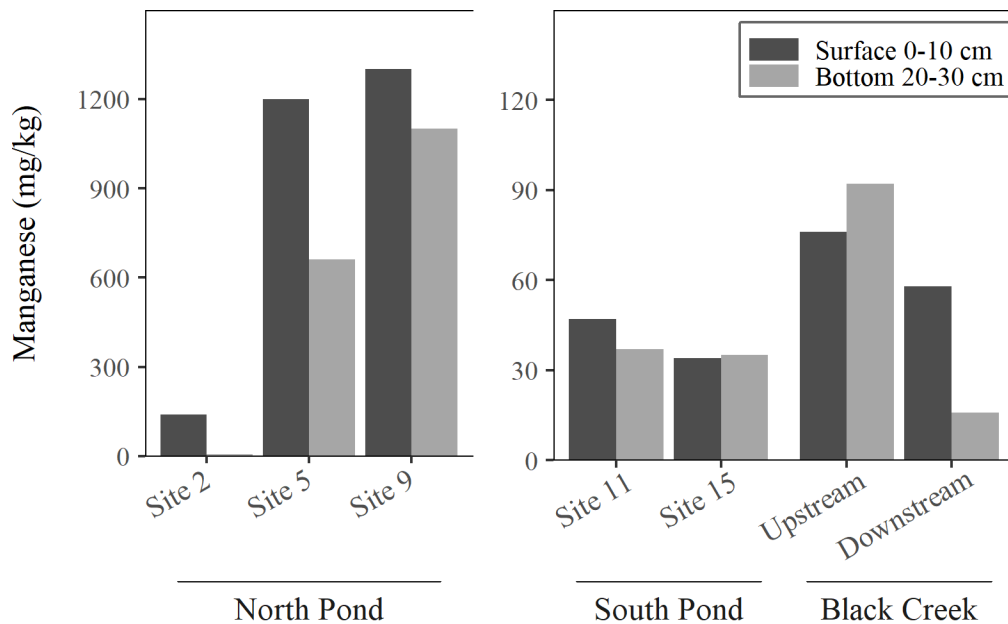 Manganese (mg/kg)
1200
900
600
300
0
Site 2
Site 5
Site 9
North Pond
120
90
60
30
0
Surface 0-10 cm
Bottom 20-30 cm
Site 11
Site 15
Upstream
Downstream
South Pond
Black Creek